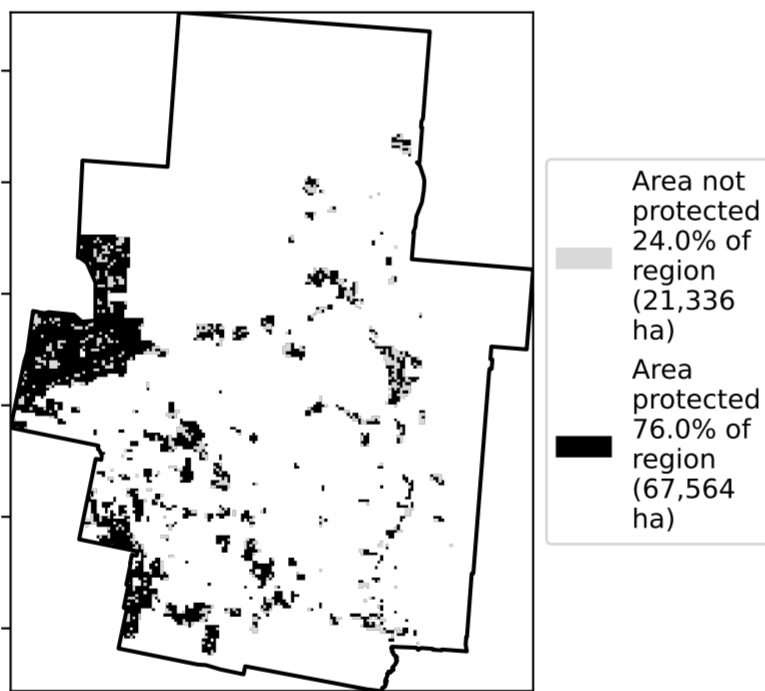 Area not
protected
24.0% of
region
(21,336
ha)
Area
protected
76.0% of
region
(67,564
ha)